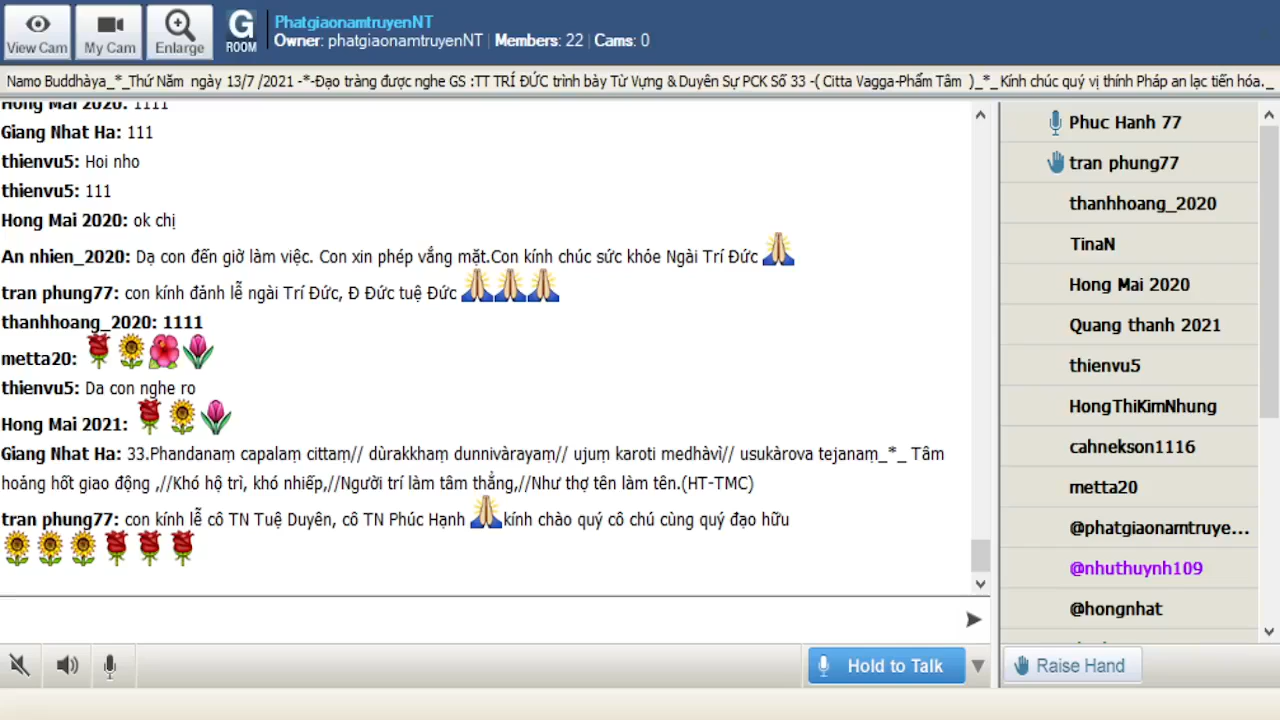 View Cam
My Cam
Enlarge
G
ROOM
PhatgiaonamtruyenNT
Owner: phatgiaonamtruyenNT | Members: 22 | Cams: 0
Namo Buddhàya_*_Thứ Năm ngày 13/7 /2021 -*-Đạo tràng được nghe GS :TT TRÍ ĐỨC trình bày Từ Vựng & Duyên Sự PCK Số 33 -( Citta Vagga-Phẩm Tâm )_*_Kính chúc quý vị thính Pháp an lạc tiến hóa._
Hong Mai 2020: 1111
Giang Nhat Ha: 111
thienvu5: Hoi nho
thienvu5: 111
Hong Mai 2020: ok chị
An nhien_2020: Dạ con đến giờ làm việc. Con xin phép vắng mặt.Con kính chúc sức khỏe Ngài Trí Đức
tran phung77: con kính đảnh lễ ngài Trí Đức, Đ Đức tuệ Đức
thanhhoang_2020: 1111
metta20:
thienvu5: Da con nghe ro
Hong Mai 2021:
Giang Nhat Ha: 33.Phandanaṃ capalaṃ cittaṃ// dùrakkhaṃ dunnivàrayaṃ// ujuṃ karoti medhàvì// usukàrova tejanaṃ_*_ Tâm
hoảng hốt giao động ,//Khó hộ trì, khó nhiếp,//Người trí làm tâm thẳng,//Như thợ tên làm tên.(HT-TMC)
tran phung77: con kính lễ cô TN Tuệ Duyên, cô TN Phúc Hạnh kính chào quý cô chú cùng quý đạo hữu
Hold to Talk
Phuc Hanh 77
tran phung77
thanhhoang_2020
TinaN
Hong Mai 2020
Quang thanh 2021
thienvu5
HongThiKimNhung
cahnekson1116
metta20
@phatgiaonamtruye...
@nhuthuynh109
@hongnhat
Raise Hand